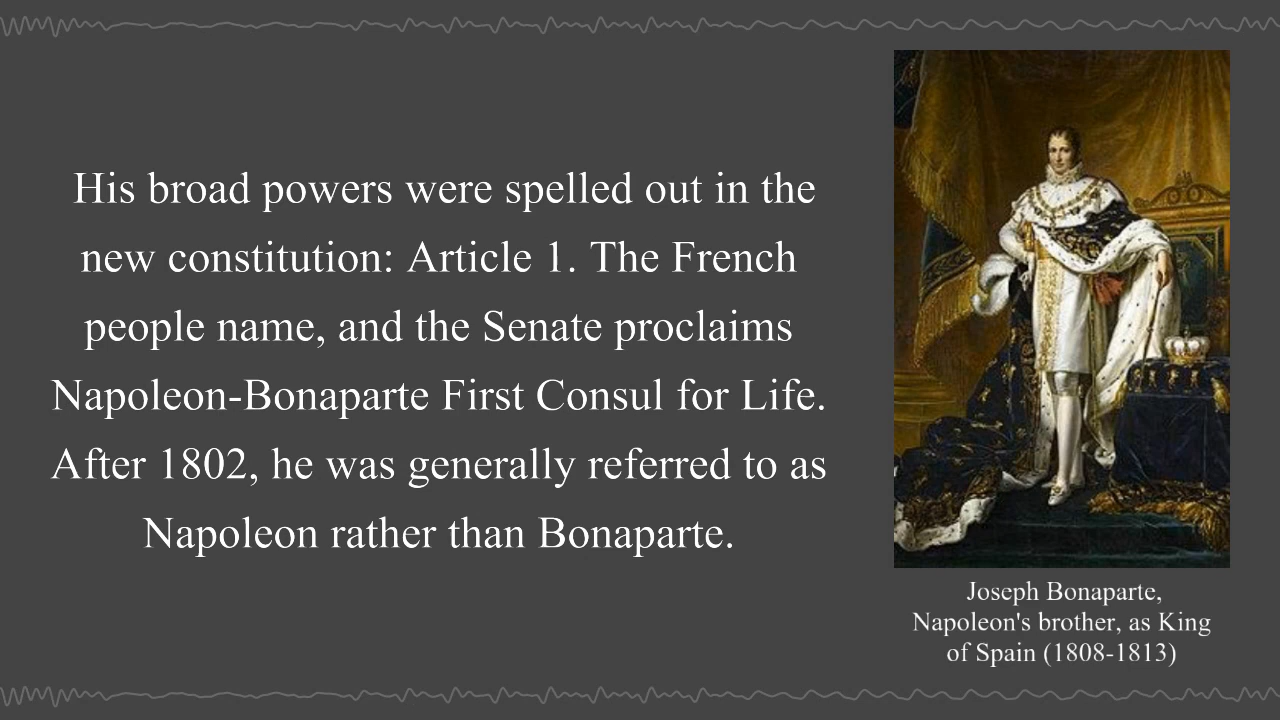 His broad powers were spelled out in the
new constitution: Article 1. The French
people name, and the Senate proclaims
Napoleon-Bonaparte First Consul for Life.
After 1802, he was generally referred to as
Napoleon rather than Bonaparte.
Joseph Bonaparte,
Napoleon's brother, as King
of Spain (1808-1813)